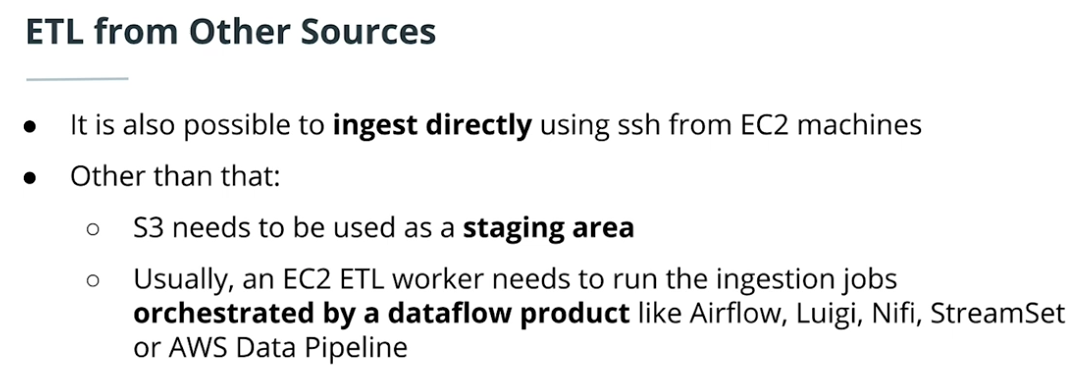 ETL from Other Sources
● It is also possible to ingest directly using ssh from EC2 machines
● Other than that:
○ S3 needs to be used as a staging area
○ Usually, an EC2 ETL worker needs to run the ingestion jobs
orchestrated by a dataflow product like Airflow, Luigi, Nifi, StreamSet
or AWS Data Pipeline